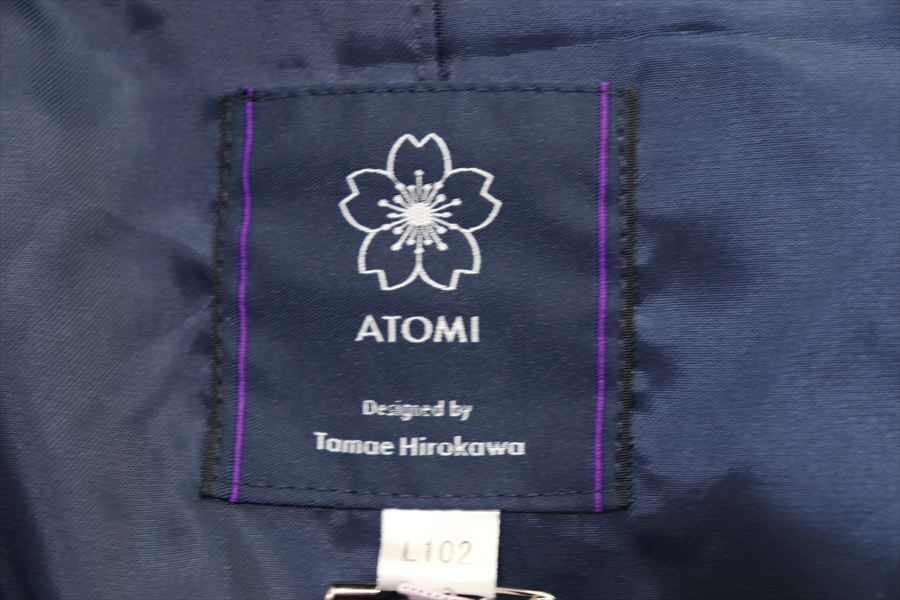 ATOMI
Designed by
Tamae Hirokawa
L102